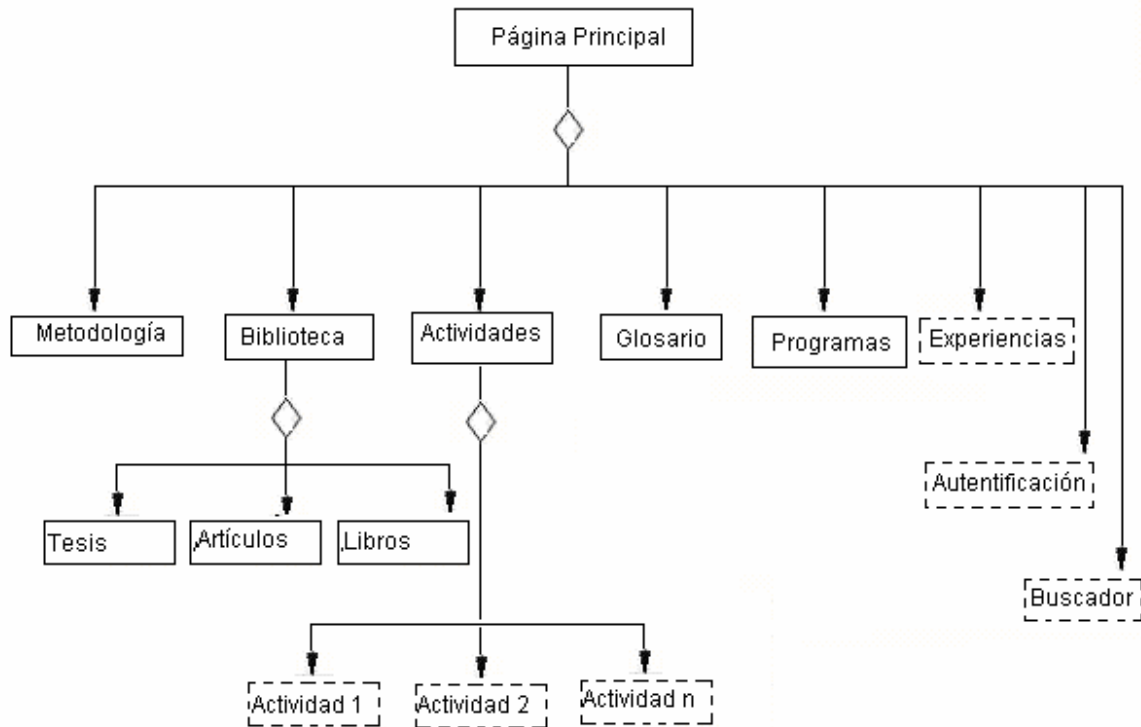 Página Principal
Metodología
Biblioteca
Actividades
Glosario
Programas
Experiencias
Autentificación
Tesis
Artículos
Libros
Buscador
Actividad 1
Actividad 2
Actividad n